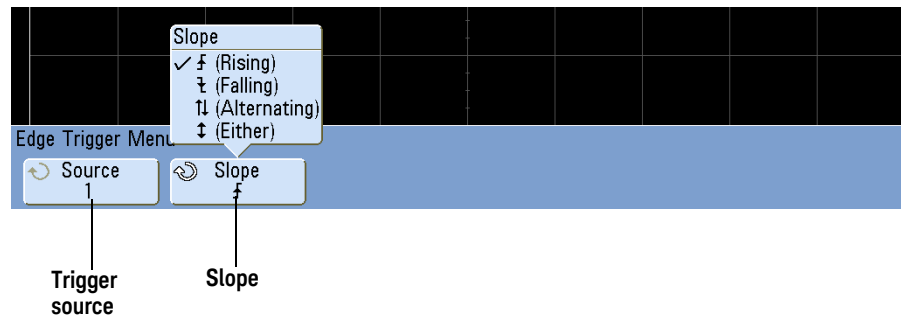 Slope
✓ (Rising)
(Falling)
(Alternating)
(Either)
Edge Trigger Menu
Source
1
Slope
Trigger
source
Slope